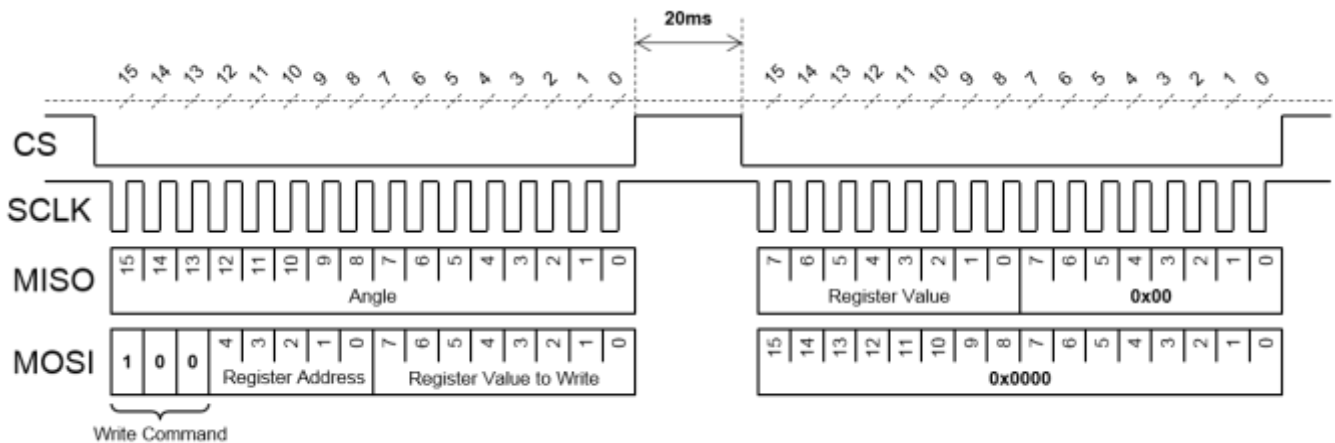 20ms
15 14 13 12 11 10 9 8 7 6 5 4 3 2 1 0 15 14 13 12 11 10 9 8 7 6 5 4 3 2 1 0
CS
SCLK
MISO
15 14 13 12 11 10 9 8 7 6 5 4 3 2 1 0
Angle
7 6 5 4 3 2 1 0 7 6 5 4 3 2 1 0
Register Value 0x00
MOSI
1 0 0 4 3 2 1 0 7 6 5 4 3 2 1 0
Register Address Register Value to Write
15 14 13 12 11 10 9 8 7 6 5 4 3 2 1 0
0x0000
Write Command